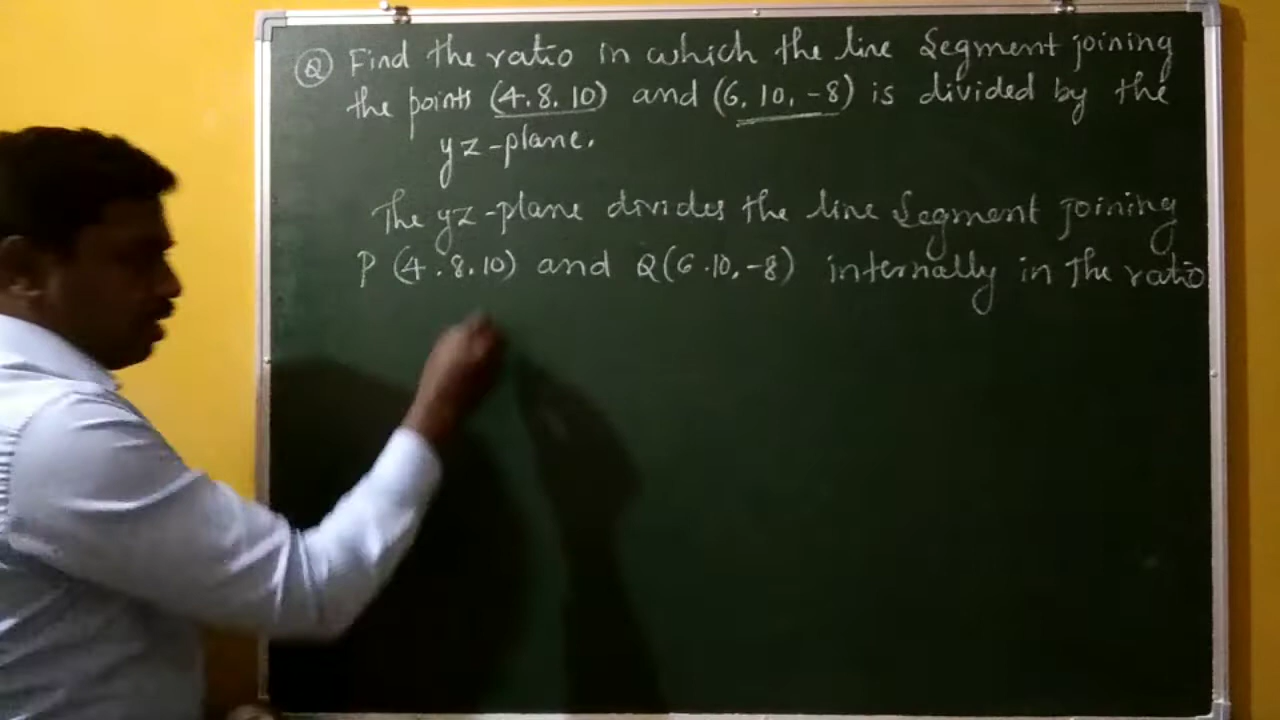 Q Find the ratio in which the line Segment joining
the points (4.8.10) and (6.10,-8) is divided by the
yz-plane.
The yz-plane divides the line Segment joining
P (4.8.10) and Q(6.10,-8) internally in the ratio